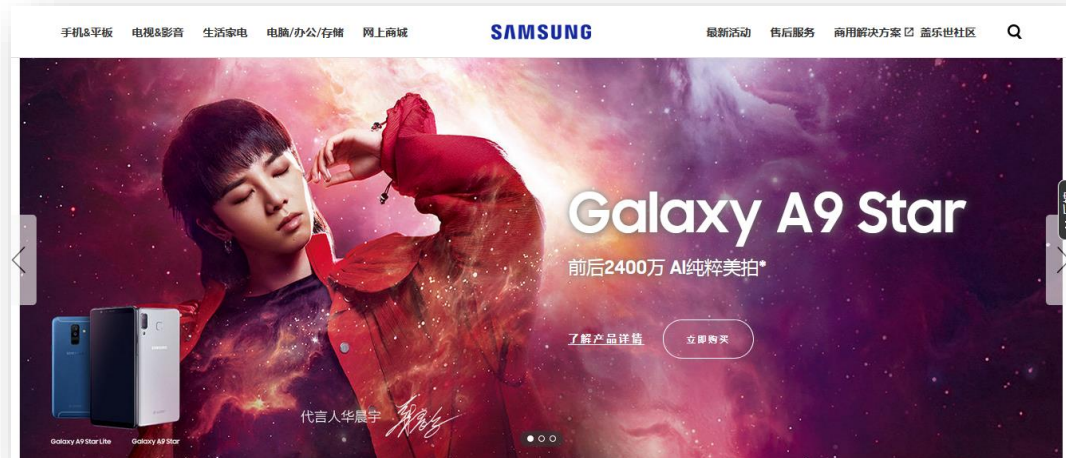 手机&平板 电视&影音 生活家电 电脑/办公/存储 网上商城 SAMSUNG 最新活动 售后服务 商用解决方案 盖乐世社区
Galaxy A9 Star
前后2400万 AI纯粹美拍*
了解产品详情 立即购买
代言人华晨宇
Galaxy A9 Star Lite Galaxy A9 Star